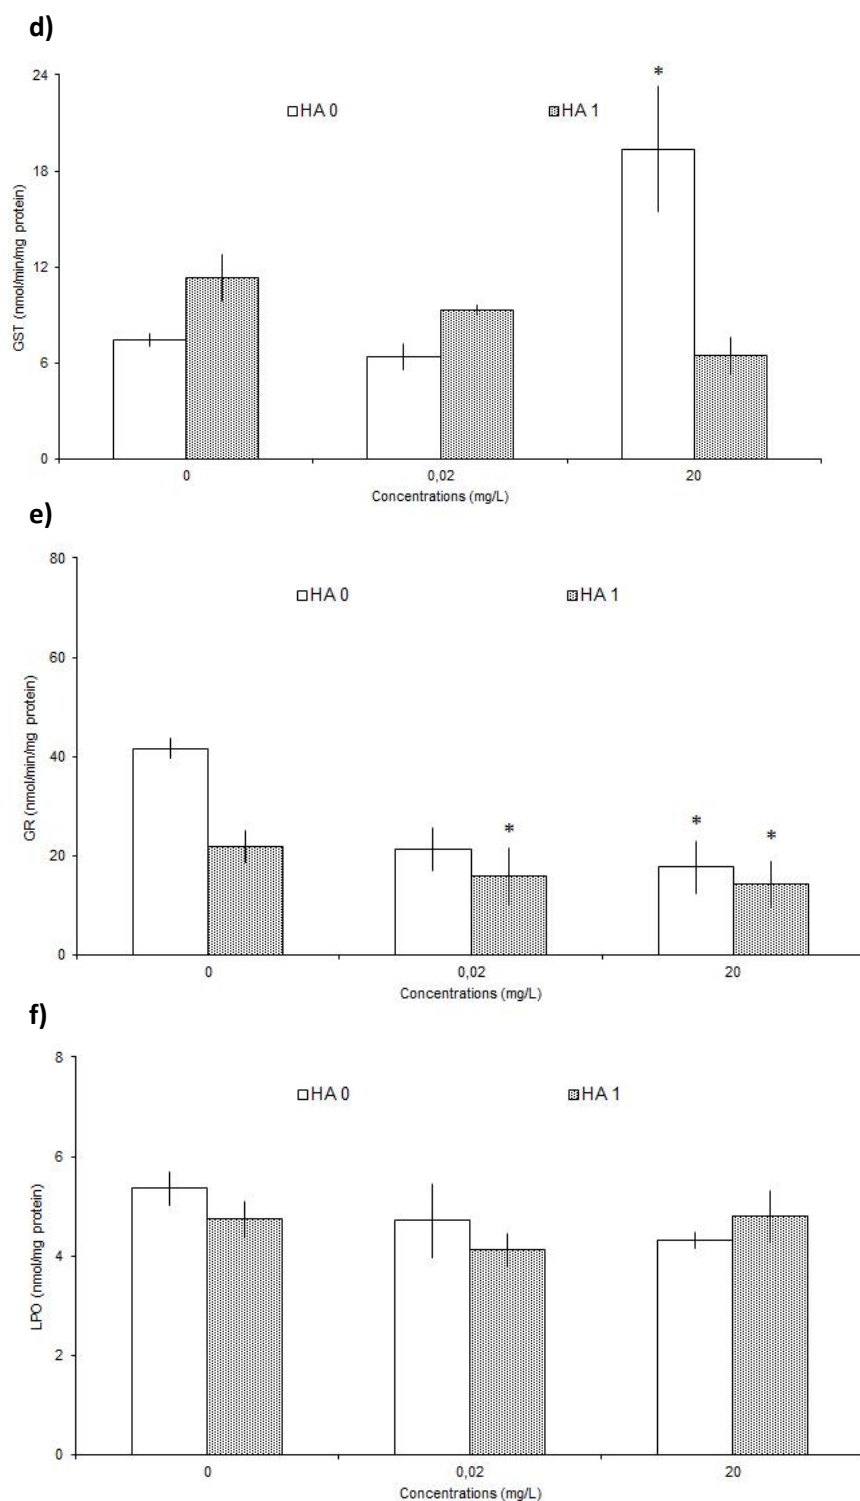 d)
*
24
HA 0 HA 1
18
12
6
0
GST (nmol/min/mg protein)
0 0,02 20
Concentrations (mg/L)
e)
80
HA 0 HA 1
60
40
* * *
20
0
GR (nmol/min/mg protein)
0 0,02 20
Concentrations (mg/L)
f)
8
HA 0 HA 1
6
4
2
0
LPO (nmol/mg protein)
0 0,02 20
Concentrations (mg/L)